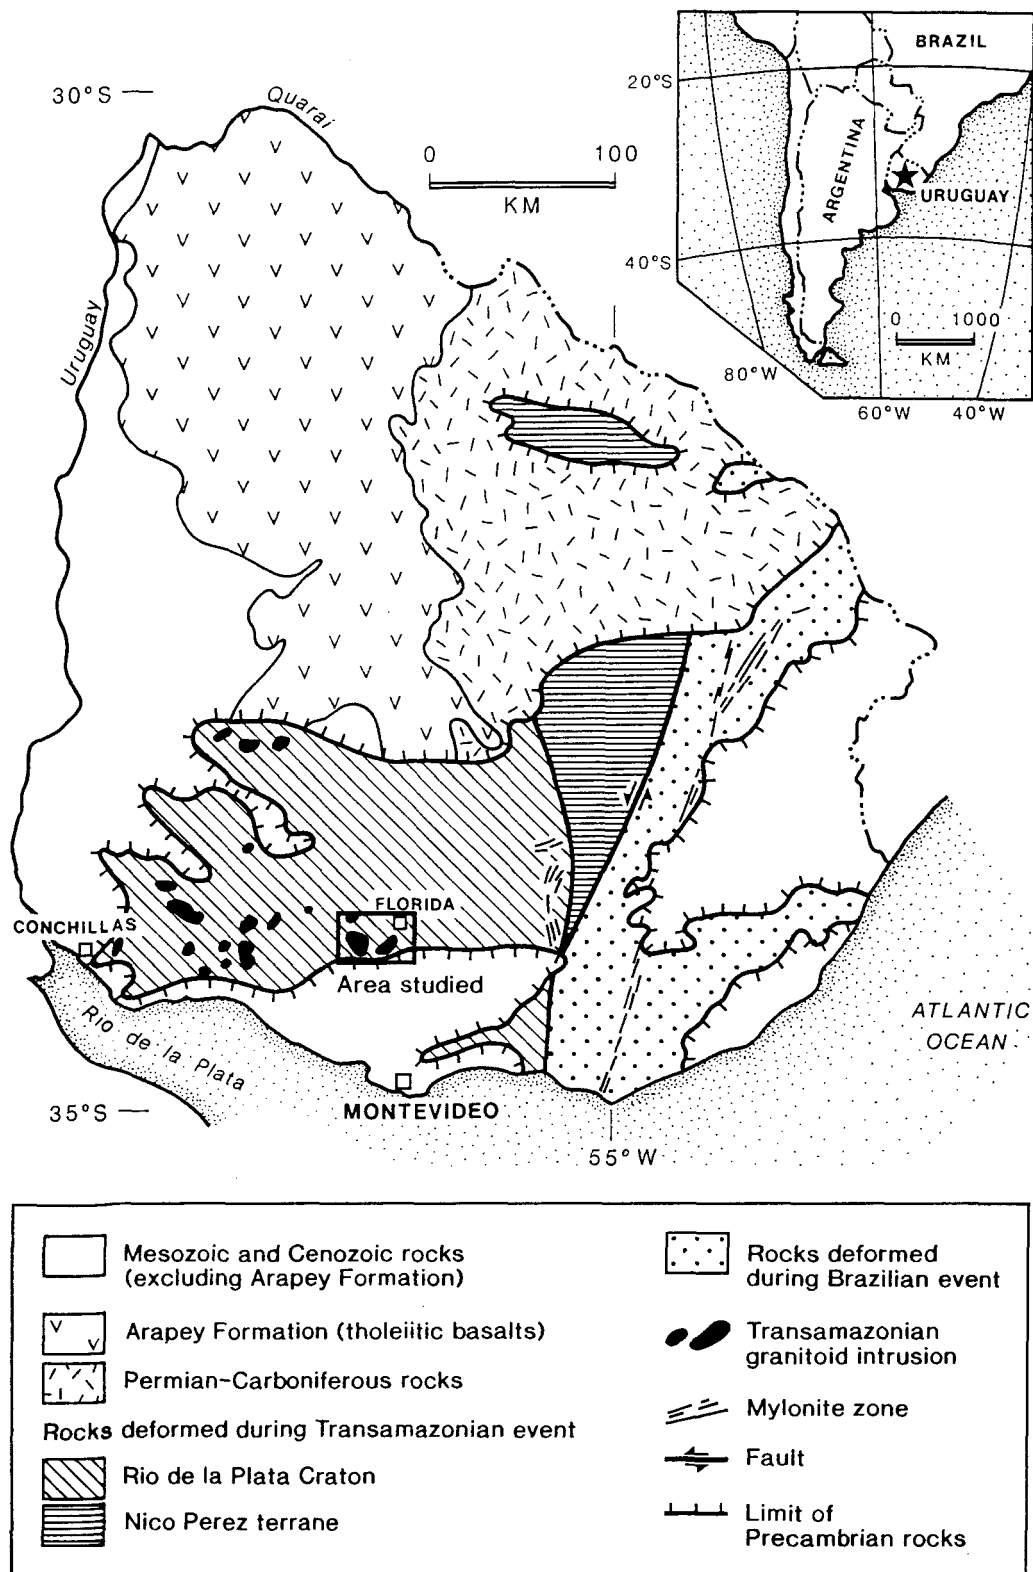 30°S
Quarai
0 100
KM
BRAZIL
20°S
ARGENTINA
URUGUAY
40°S
0 1000
KM
80°W
60°W 40°W
Uruguay
CONCHILLAS
FLORIDA
Area studied
Rio de la Plata
ATLANTIC
OCEAN
35°S
MONTEVIDEO
55°W
Mesozoic and Cenozoic rocks
(excluding Arapey Formation)
Arapey Formation (tholeiitic basalts)
Permian-Carboniferous rocks
Rocks deformed during Transamazonian event
Rio de la Plata Craton
Nico Perez terrane
Rocks deformed
during Brazilian event
Transamazonian
granitoid intrusion
Mylonite zone
Fault
Limit of
Precambrian rocks